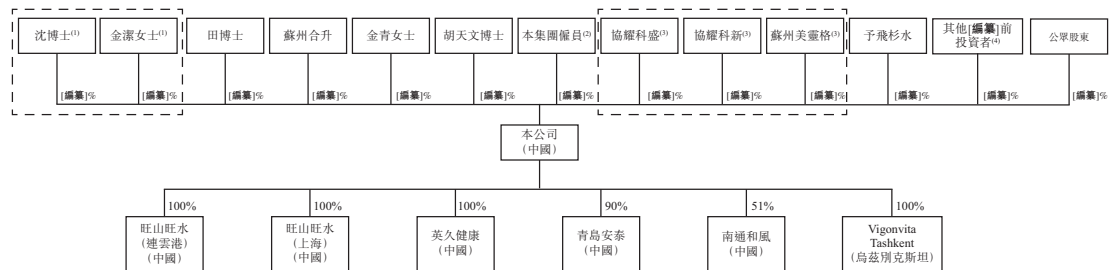 沈博士(1)
金潔女士(1)
田博士
蘇州合升
金青女士
胡天文博士
本集團僱員(2)
協耀科盛(3)
協耀科新(3)
蘇州美靈格(3)
予飛杉水
其他[編纂]前
投資者(4)
公眾股東
[編纂]%
[編纂]%
[編纂]%
[編纂]%
[編纂]%
[編纂]%
[編纂]%
[編纂]%
[編纂]%
[編纂]%
[編纂]%
[編纂]%
[編纂]%
本公司
（中國）
100%
100%
100%
90%
51%
100%
旺山旺水
(連雲港)
（中國）
旺山旺水
(上海)
（中國）
英久健康
（中國）
青島安泰
（中國）
南通和風
（中國）
Vigonvita
Tashkent
（烏茲別克斯坦）